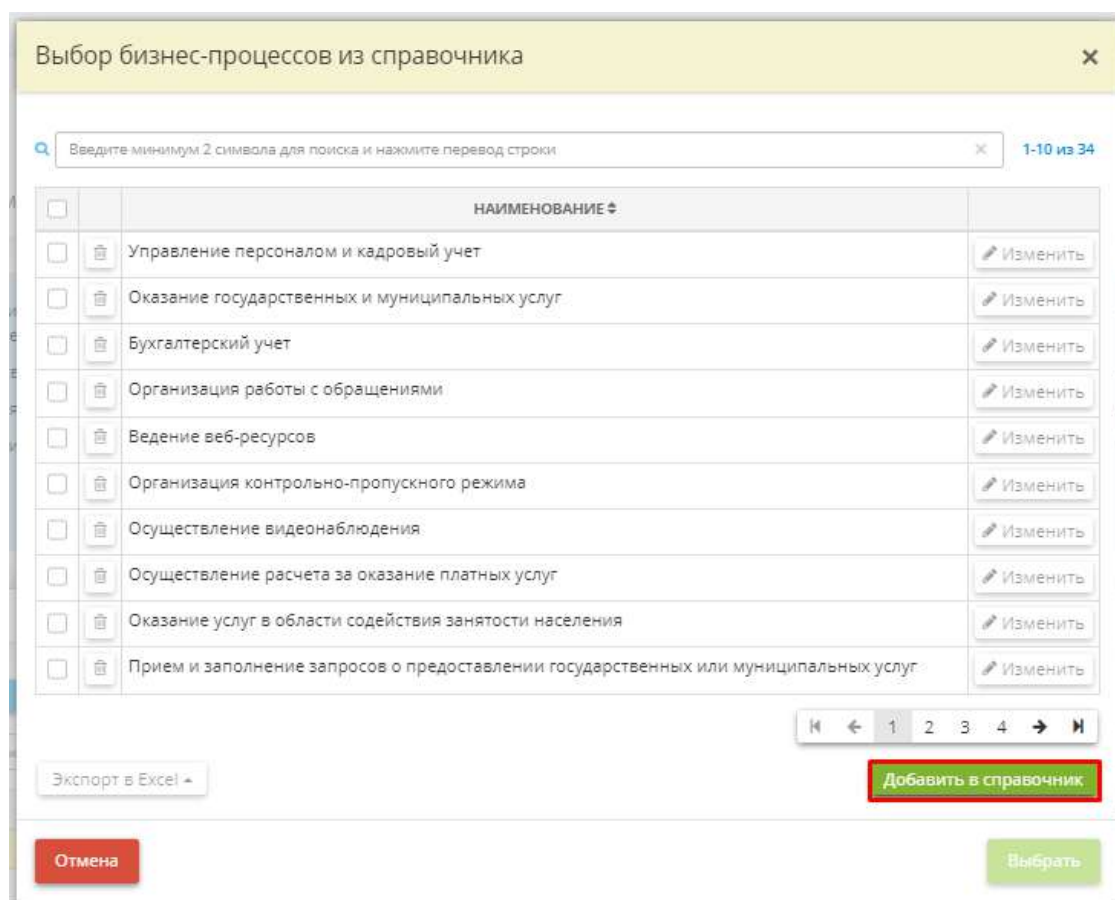 Выбор бизнес-процессов из справочника
Введите минимум 2 символа для поиска и нажмите перевод строки
1-10 из 34
НАИМЕНОВАНИЕ
Управление персоналом и кадровый учет Изменить
Оказание государственных и муниципальных услуг Изменить
Бухгалтерский учет Изменить
Организация работы с обращениями Изменить
Ведение веб-ресурсов Изменить
Организация контрольно-пропускного режима Изменить
Осуществление видеонаблюдения Изменить
Осуществление расчета за оказание платных услуг Изменить
Оказание услуг в области содействия занятости населения Изменить
Прием и заполнение запросов о предоставлении государственных или муниципальных услуг Изменить
1 2 3 4
Экспорт в Excel Добавить в справочник
Отмена Выбрать